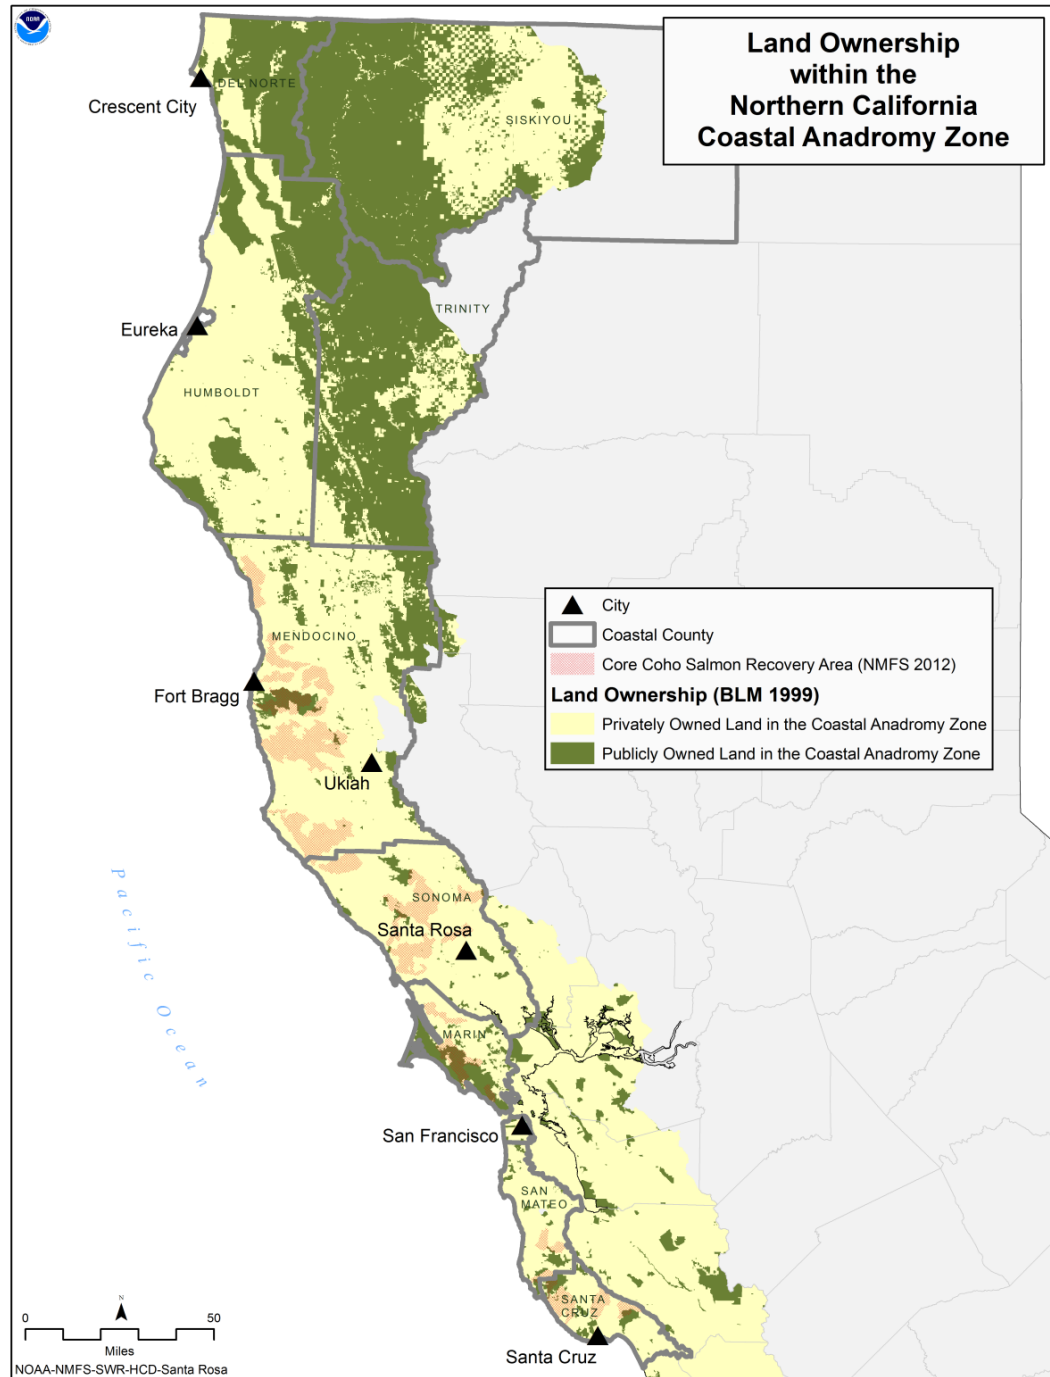 NOAA
Land Ownership
within the
Northern California
Coastal Anadromy Zone
DEL NORTE
Crescent City
SISKIYOU
TRINITY
Eureka
HUMBOLDT
City
Coastal County
Core Coho Salmon Recovery Area (NMFS 2012)
Land Ownership (BLM 1999)
Privately Owned Land in the Coastal Anadromy Zone
Publicly Owned Land in the Coastal Anadromy Zone
MENDOCINO
Fort Bragg
Ukiah
Pacific Ocean
SONOMA
Santa Rosa
MARIN
San Francisco
SAN
MATEO
SANTA
CRUZ
Santa Cruz
N
0 50
Miles
NOAA-NMFS-SWR-HCD-Santa Rosa